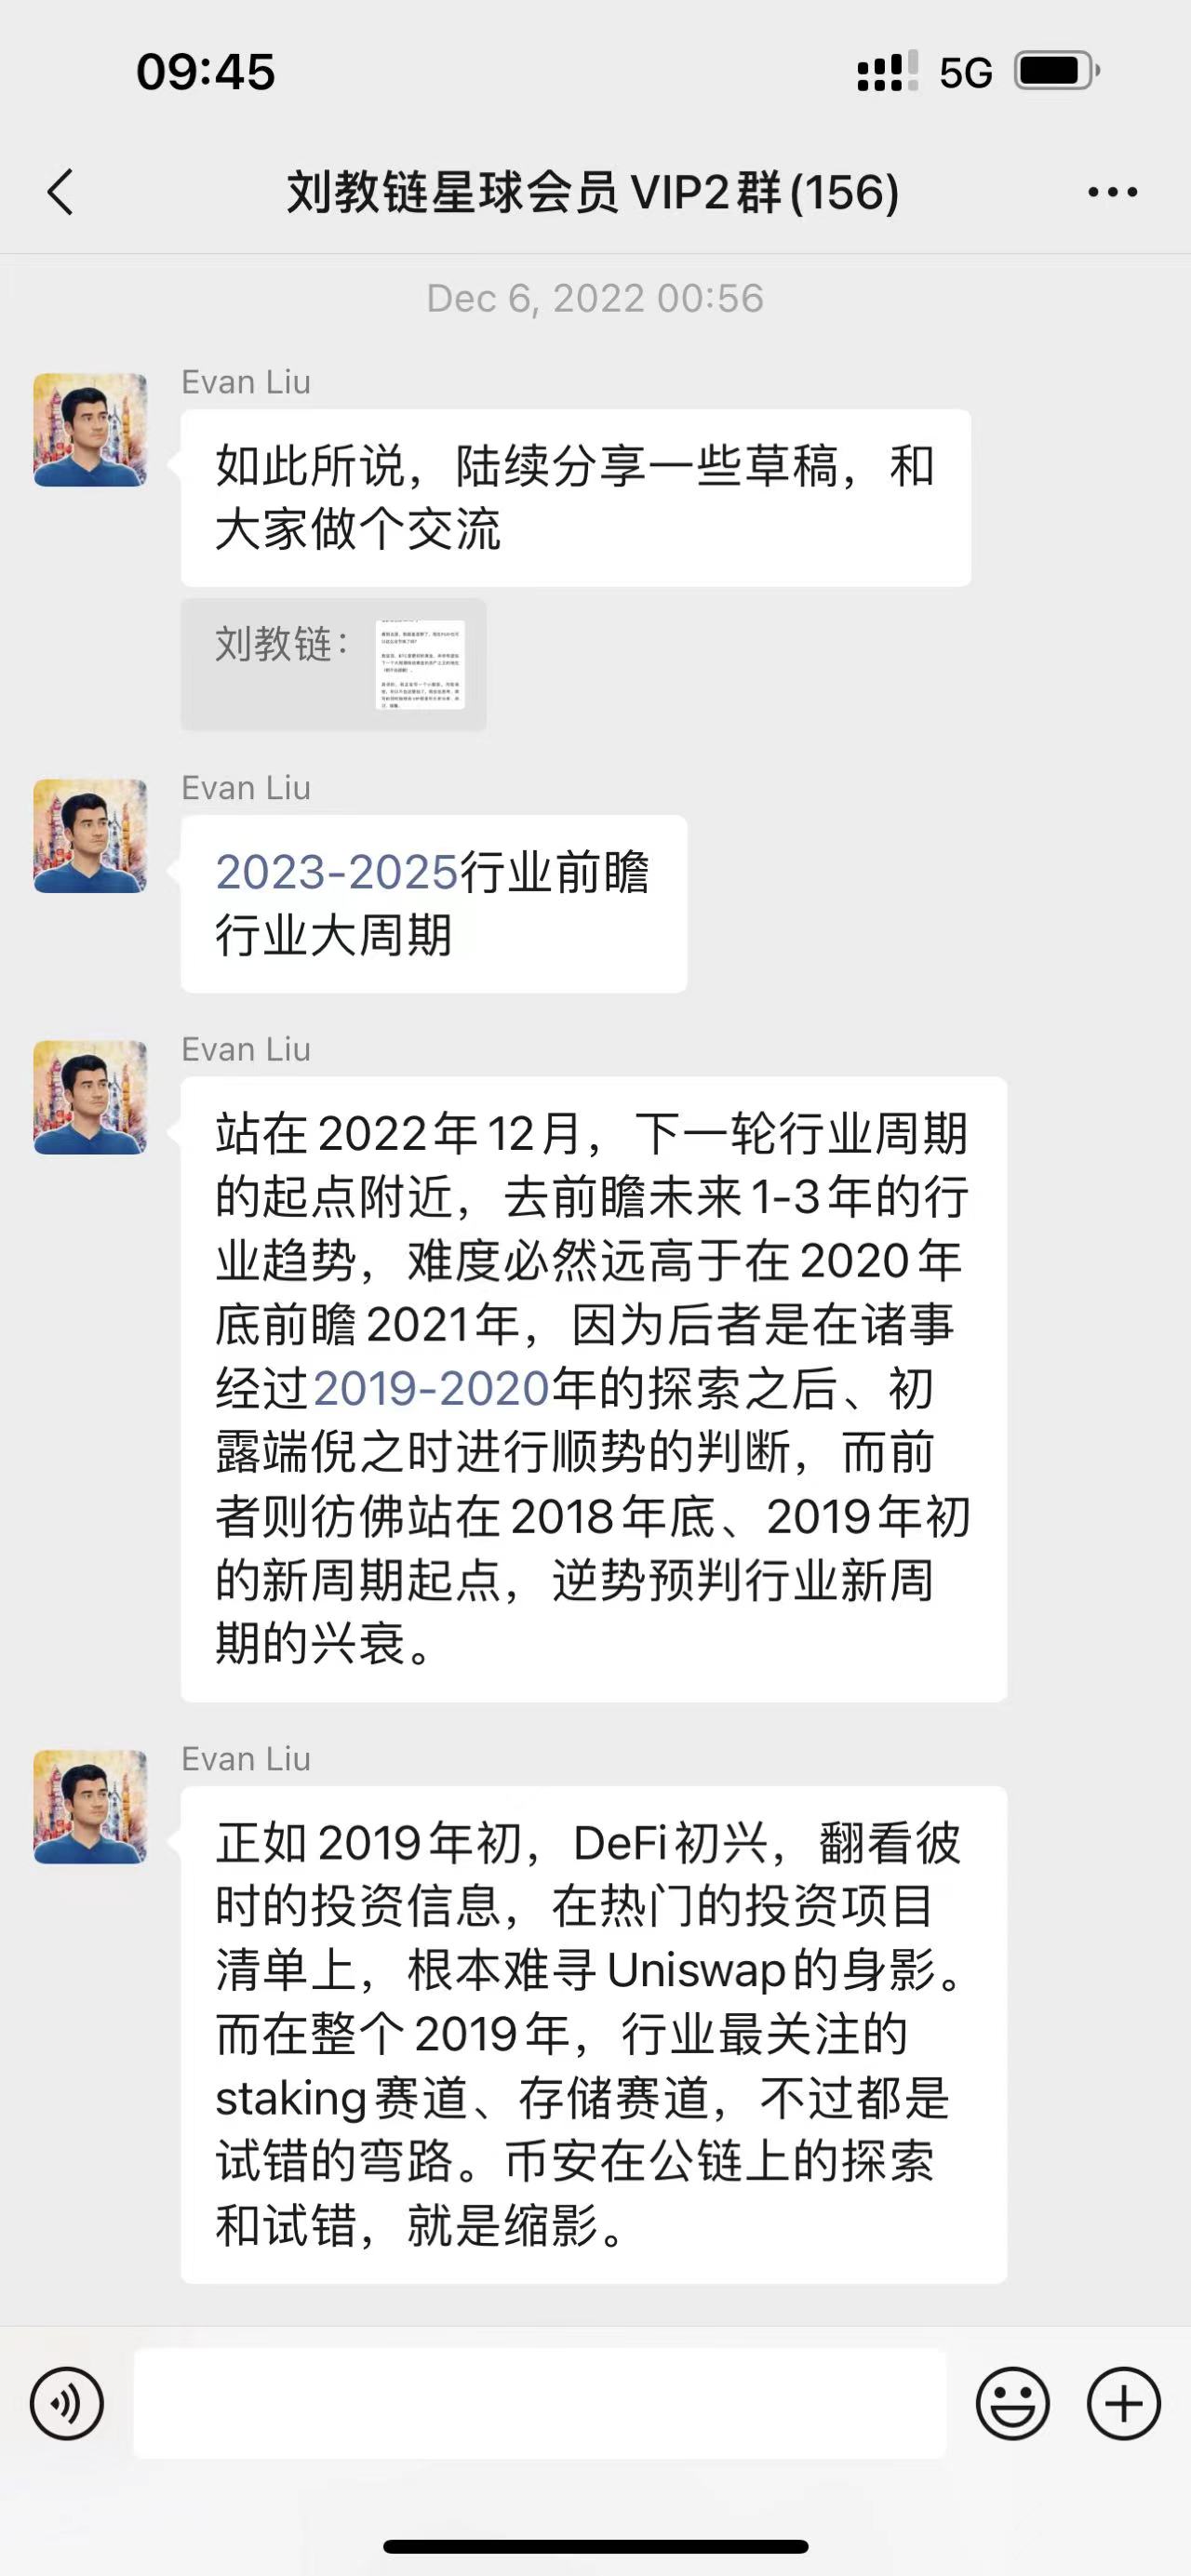 09:45
5G
刘教链星球会员VIP2群(156)
Dec 6, 2022 00:56
Evan Liu
如此所说，陆续分享一些草稿，和
大家做个交流
刘教链：
Evan Liu
2023-2025行业前瞻
行业大周期
Evan Liu
站在2022年12月，下一轮行业周期
的起点附近，去前瞻未来1-3年的行
业趋势，难度必然远高于在2020年
底前瞻2021年，因为后者是在诸事
经过2019-2020年的探索之后、初
露端倪之时进行顺势的判断，而前
者则彷佛站在2018年底、2019年初
的新周期起点，逆势预判行业新周
期的兴衰。
Evan Liu
正如2019年初，DeFi初兴，翻看彼
时的投资信息，在热门的投资项目
清单上，根本难寻Uniswap的身影。
而在整个2019年，行业最关注的
staking赛道、存储赛道，不过都是
试错的弯路。币安在公链上的探索
和试错，就是缩影。